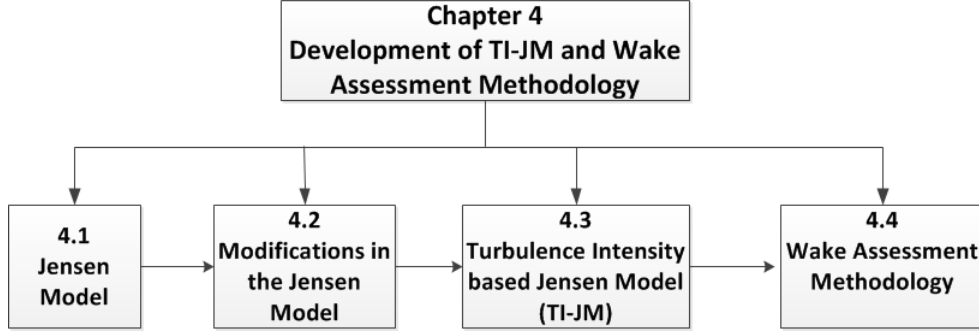 Chapter 4
Development of TI-JM and Wake
Assessment Methodology
4.1
Jensen
Model
4.2
Modifications in
the Jensen
Model
4.3
Turbulence Intensity
based Jensen Model
(TI-JM)
4.4
Wake Assessment
Methodology